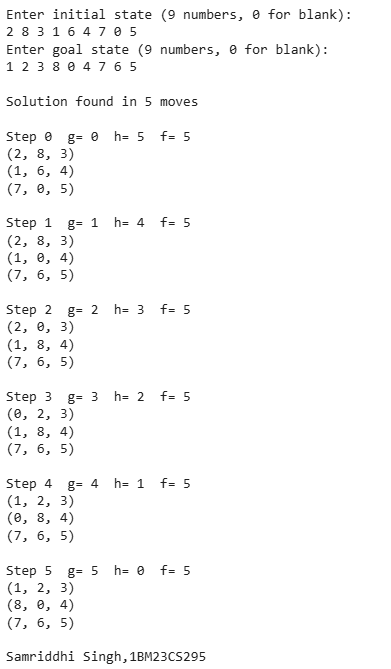 Enter initial state (9 numbers, 0 for blank):
2 8 3 1 6 4 7 0 5
Enter goal state (9 numbers, 0 for blank):
1 2 3 8 0 4 7 6 5
Solution found in 5 moves
Step 0  g= 0  h= 5  f= 5
(2, 8, 3)
(1, 6, 4)
(7, 0, 5)
Step 1  g= 1  h= 4  f= 5
(2, 8, 3)
(1, 0, 4)
(7, 6, 5)
Step 2  g= 2  h= 3  f= 5
(2, 0, 3)
(1, 8, 4)
(7, 6, 5)
Step 3  g= 3  h= 2  f= 5
(0, 2, 3)
(1, 8, 4)
(7, 6, 5)
Step 4  g= 4  h= 1  f= 5
(1, 2, 3)
(0, 8, 4)
(7, 6, 5)
Step 5  g= 5  h= 0  f= 5
(1, 2, 3)
(8, 0, 4)
(7, 6, 5)
Samriddhi Singh,1BM23CS295